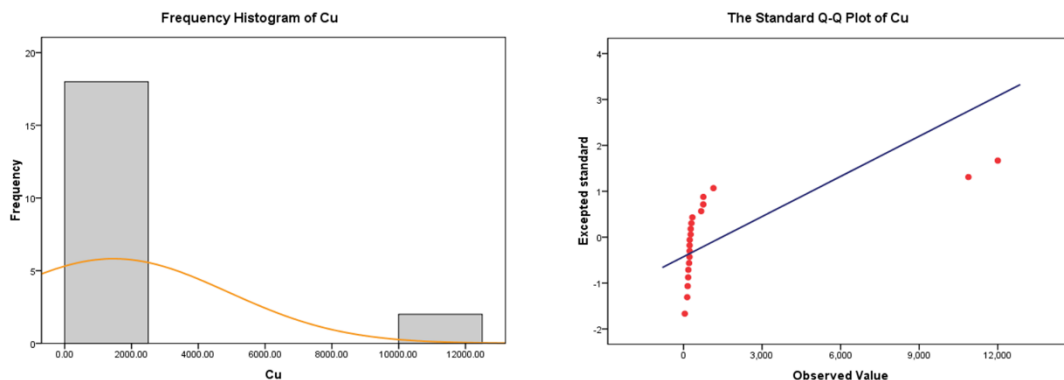 Frequency Histogram of Cu
20
15
10
5
0
Frequency
0.00 2000.00 4000.00 6000.00 8000.00 10000.00 12000.00
Cu
The Standard Q-Q Plot of Cu
4
3
2
1
0
-1
-2
Excepted standard
0 3,000 6,000 9,000 12,000
Observed Value